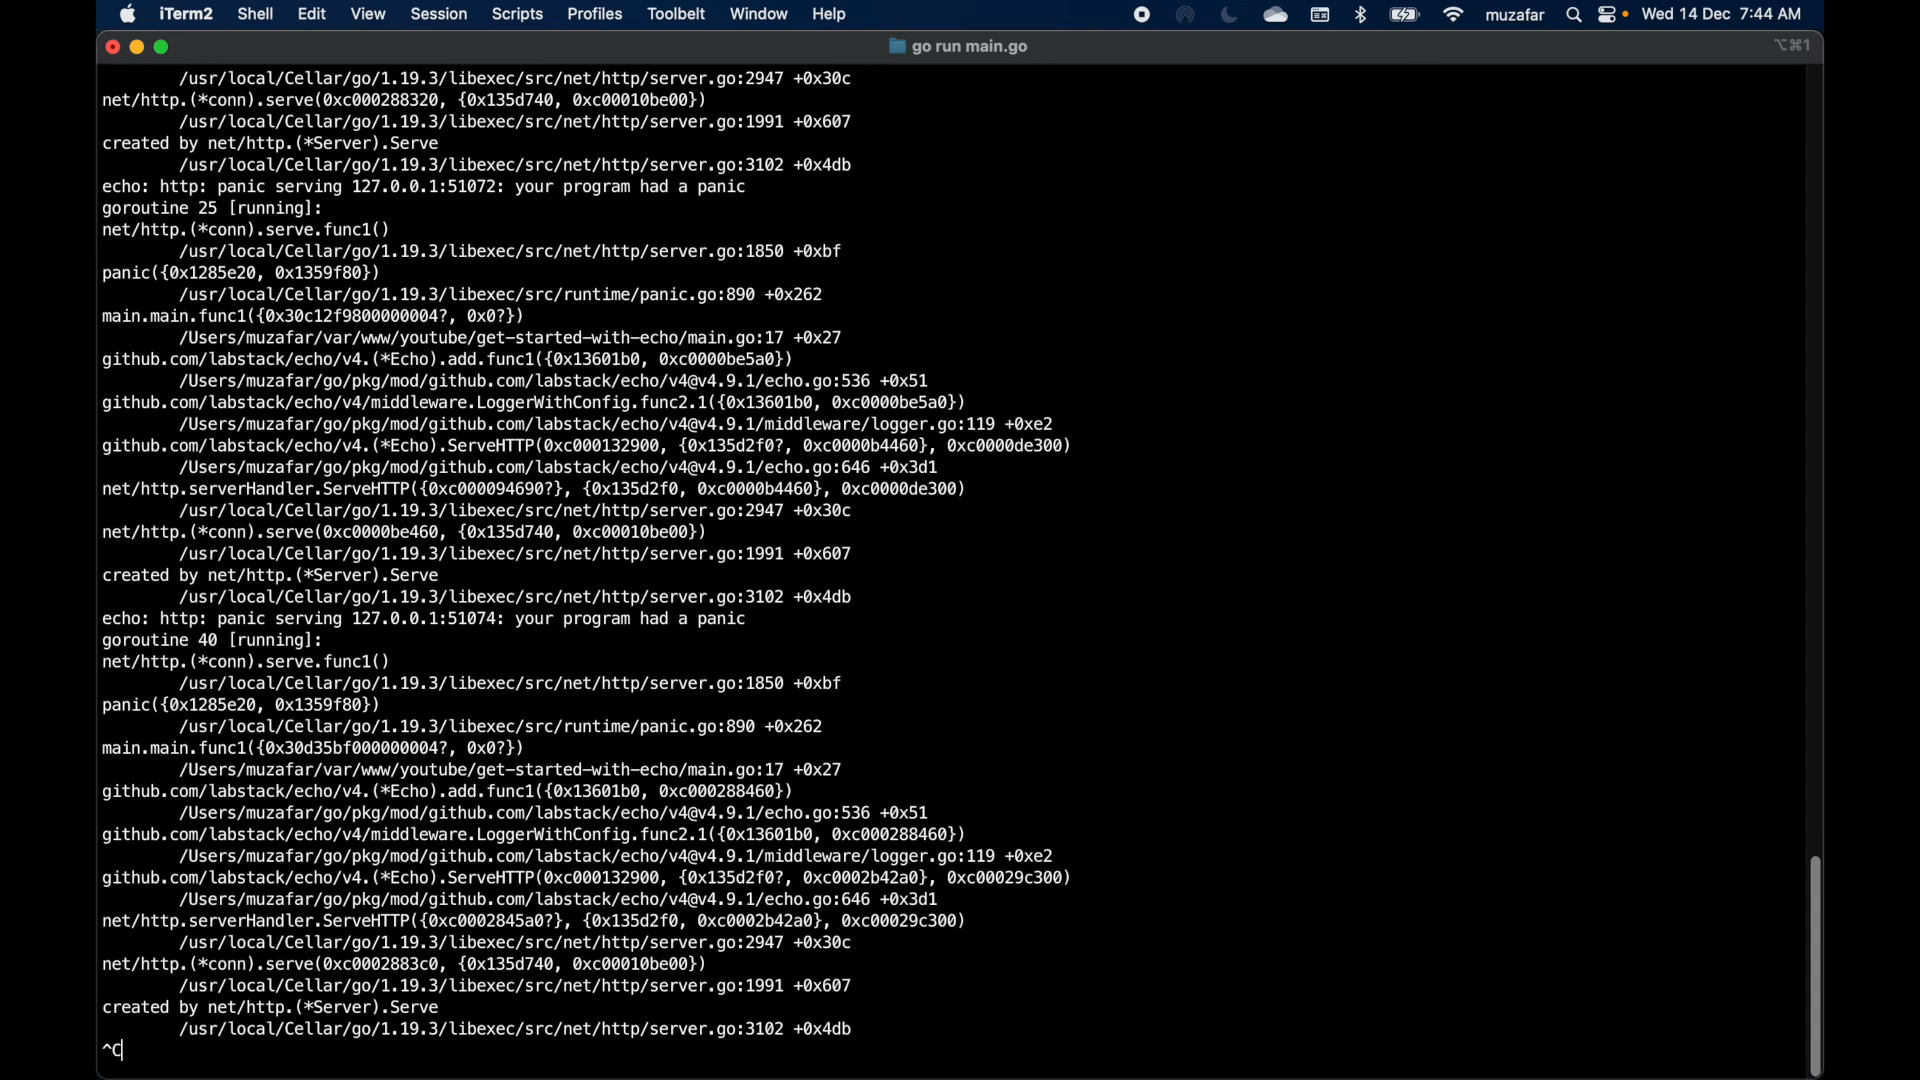 iTerm2 Shell Edit View Session Scripts Profiles Toolbelt Window Help muzafar Wed 14 Dec 7:44 AM
go run main.go ⌥⌘1
/usr/local/Cellar/go/1.19.3/libexec/src/net/http/server.go:2947 +0x30c
net/http.(*conn).serve(0xc000288320, {0x135d740, 0xc00010be00})
/usr/local/Cellar/go/1.19.3/libexec/src/net/http/server.go:1991 +0x607
created by net/http.(*Server).Serve
/usr/local/Cellar/go/1.19.3/libexec/src/net/http/server.go:3102 +0x4db
echo: http: panic serving 127.0.0.1:51072: your program had a panic
goroutine 25 [running]:
net/http.(*conn).serve.func1()
/usr/local/Cellar/go/1.19.3/libexec/src/net/http/server.go:1850 +0xbf
panic({0x1285e20, 0x1359f80})
/usr/local/Cellar/go/1.19.3/libexec/src/runtime/panic.go:890 +0x262
main.main.func1({0x30c12f9800000004?, 0x0?})
/Users/muzafar/var/www/youtube/get-started-with-echo/main.go:17 +0x27
github.com/labstack/echo/v4.(*Echo).add.func1({0x13601b0, 0xc0000be5a0})
/Users/muzafar/go/pkg/mod/github.com/labstack/echo/v4@v4.9.1/echo.go:536 +0x51
github.com/labstack/echo/v4/middleware.LoggerWithConfig.func2.1({0x13601b0, 0xc0000be5a0})
/Users/muzafar/go/pkg/mod/github.com/labstack/echo/v4@v4.9.1/middleware/logger.go:119 +0xe2
github.com/labstack/echo/v4.(*Echo).ServeHTTP(0xc000132900, {0x135d2f0?, 0xc0000b4460}, 0xc0000de300)
/Users/muzafar/go/pkg/mod/github.com/labstack/echo/v4@v4.9.1/echo.go:646 +0x3d1
net/http.serverHandler.ServeHTTP({0xc000094690?}, {0x135d2f0, 0xc0000b4460}, 0xc0000de300)
/usr/local/Cellar/go/1.19.3/libexec/src/net/http/server.go:2947 +0x30c
net/http.(*conn).serve(0xc0000be460, {0x135d740, 0xc00010be00})
/usr/local/Cellar/go/1.19.3/libexec/src/net/http/server.go:1991 +0x607
created by net/http.(*Server).Serve
/usr/local/Cellar/go/1.19.3/libexec/src/net/http/server.go:3102 +0x4db
echo: http: panic serving 127.0.0.1:51074: your program had a panic
goroutine 40 [running]:
net/http.(*conn).serve.func1()
/usr/local/Cellar/go/1.19.3/libexec/src/net/http/server.go:1850 +0xbf
panic({0x1285e20, 0x1359f80})
/usr/local/Cellar/go/1.19.3/libexec/src/runtime/panic.go:890 +0x262
main.main.func1({0x30d35bf000000004?, 0x0?})
/Users/muzafar/var/www/youtube/get-started-with-echo/main.go:17 +0x27
github.com/labstack/echo/v4.(*Echo).add.func1({0x13601b0, 0xc000288460})
/Users/muzafar/go/pkg/mod/github.com/labstack/echo/v4@v4.9.1/echo.go:536 +0x51
github.com/labstack/echo/v4/middleware.LoggerWithConfig.func2.1({0x13601b0, 0xc000288460})
/Users/muzafar/go/pkg/mod/github.com/labstack/echo/v4@v4.9.1/middleware/logger.go:119 +0xe2
github.com/labstack/echo/v4.(*Echo).ServeHTTP(0xc000132900, {0x135d2f0?, 0xc0002b42a0}, 0xc00029c300)
/Users/muzafar/go/pkg/mod/github.com/labstack/echo/v4@v4.9.1/echo.go:646 +0x3d1
net/http.serverHandler.ServeHTTP({0xc0002845a0?}, {0x135d2f0, 0xc0002b42a0}, 0xc00029c300)
/usr/local/Cellar/go/1.19.3/libexec/src/net/http/server.go:2947 +0x30c
net/http.(*conn).serve(0xc0002883c0, {0x135d740, 0xc00010be00})
/usr/local/Cellar/go/1.19.3/libexec/src/net/http/server.go:1991 +0x607
created by net/http.(*Server).Serve
/usr/local/Cellar/go/1.19.3/libexec/src/net/http/server.go:3102 +0x4db
^C